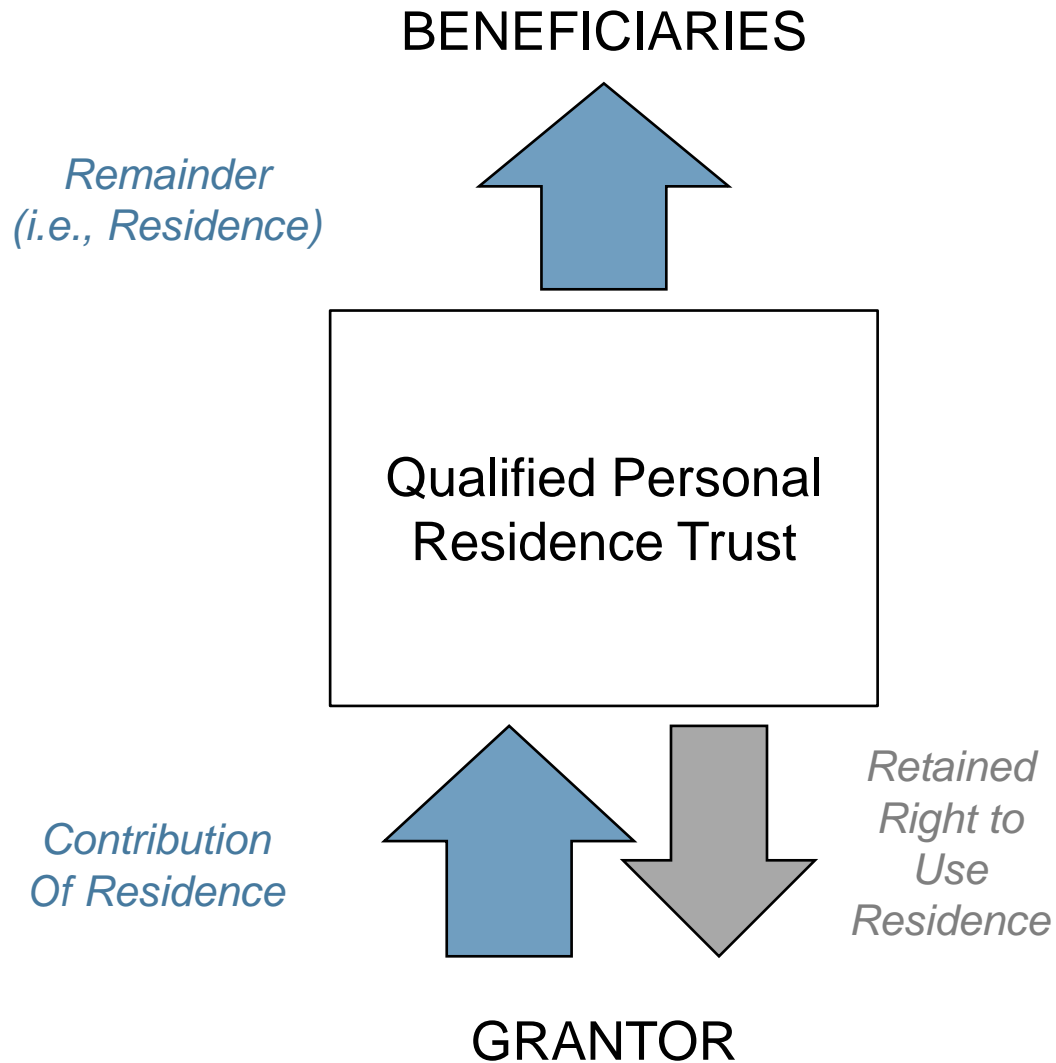 BENEFICIARIES
Remainder
(i.e., Residence)
Qualified Personal
Residence Trust
Contribution
Of Residence
Retained
Right to
Use
Residence
GRANTOR